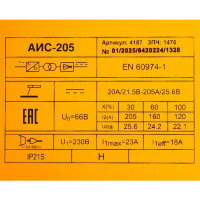 АИС-205
Артикул: 4187 ЗПЧ: 1476
№ 01/2025/6420224/1328
EN 60974-1
20A/21.5B-205A/25.6B
X(%) 30 60 100
I2(A) 205 160 120
U2(B) 25.6 24.2 22.1
EAC
U0=66B
U1=230B
I1max=23A
I1eff=18A
IP21S
H